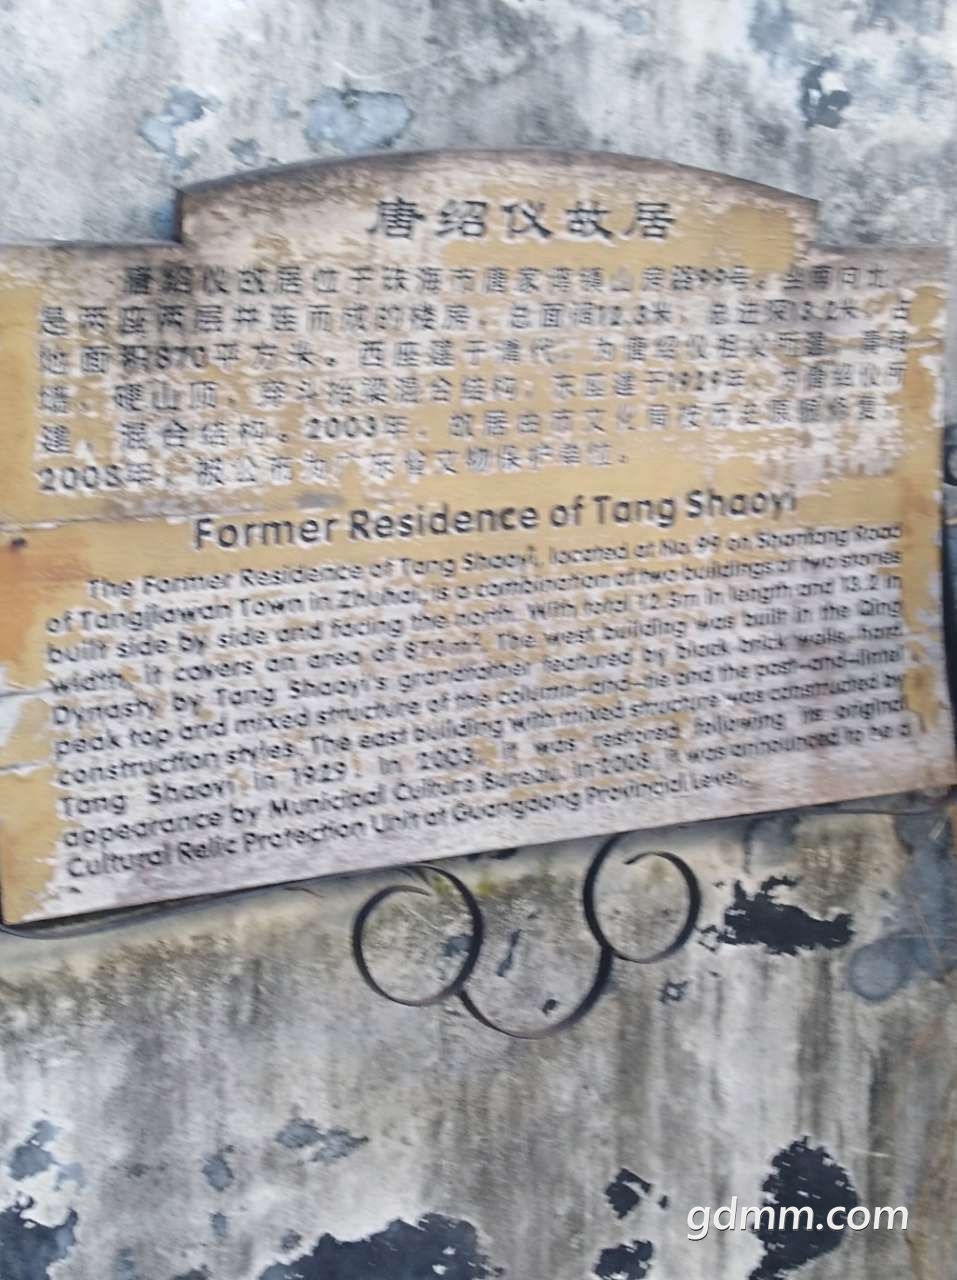 唐绍仪故居
唐绍仪故居位于珠海市唐家湾镇山房路99号。坐南向北，
是两座两层并连而成的楼房，总面阔12.3米，总进深13.2米，占
地面积870平方米。西座建于清代，为唐绍仪祖父所建，青砖
墙、硬山顶，穿斗抬梁混合结构；东座建于1929年，为唐绍仪所
建，混合结构。2003年，故居由市文化局按历史原貌修复。
2008年，被公布为广东省文物保护单位。
Former Residence of Tang Shaoyi
The Former Residence of Tang Shaoyi, located at No. 99 on Shanfang Road
of Tangjiawan Town in Zhuhai, is a combination of two buildings of two stories
built side by side and facing the north. With total 12.3m in length and 13.2 in
width, it covers an area of 870m². The west building was built in the Qing
Dynasty by Tang Shaoyi's grandfather featured by black brick walls, hard
peak top and mixed structure of the column-and-tie and the post-and-lintel
construction styles. The east building with mixed structure was constructed by
Tang Shaoyi in 1929. In 2003, it was restored following its original
appearance by Municipal Culture Bureau. In 2008, it was announced to be a
Cultural Relic Protection Unit at Guangdong Provincial Level.
gdmm.com